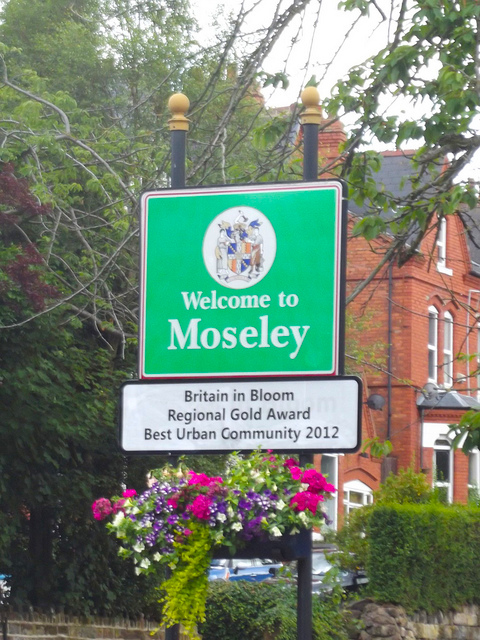 Welcome to
Moseley
Britain in Bloom
Regional Gold Award
Best Urban Community 2012